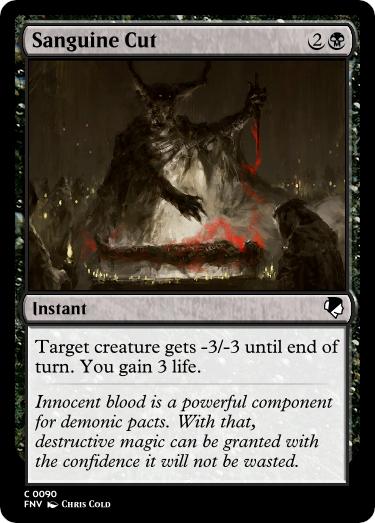 Sanguine Cut 2
Instant
Target creature gets -3/-3 until end of
turn. You gain 3 life.
Innocent blood is a powerful component
for demonic pacts. With that,
destructive magic can be granted with
the confidence it will not be wasted.
C 0090
FNV Chris Cold